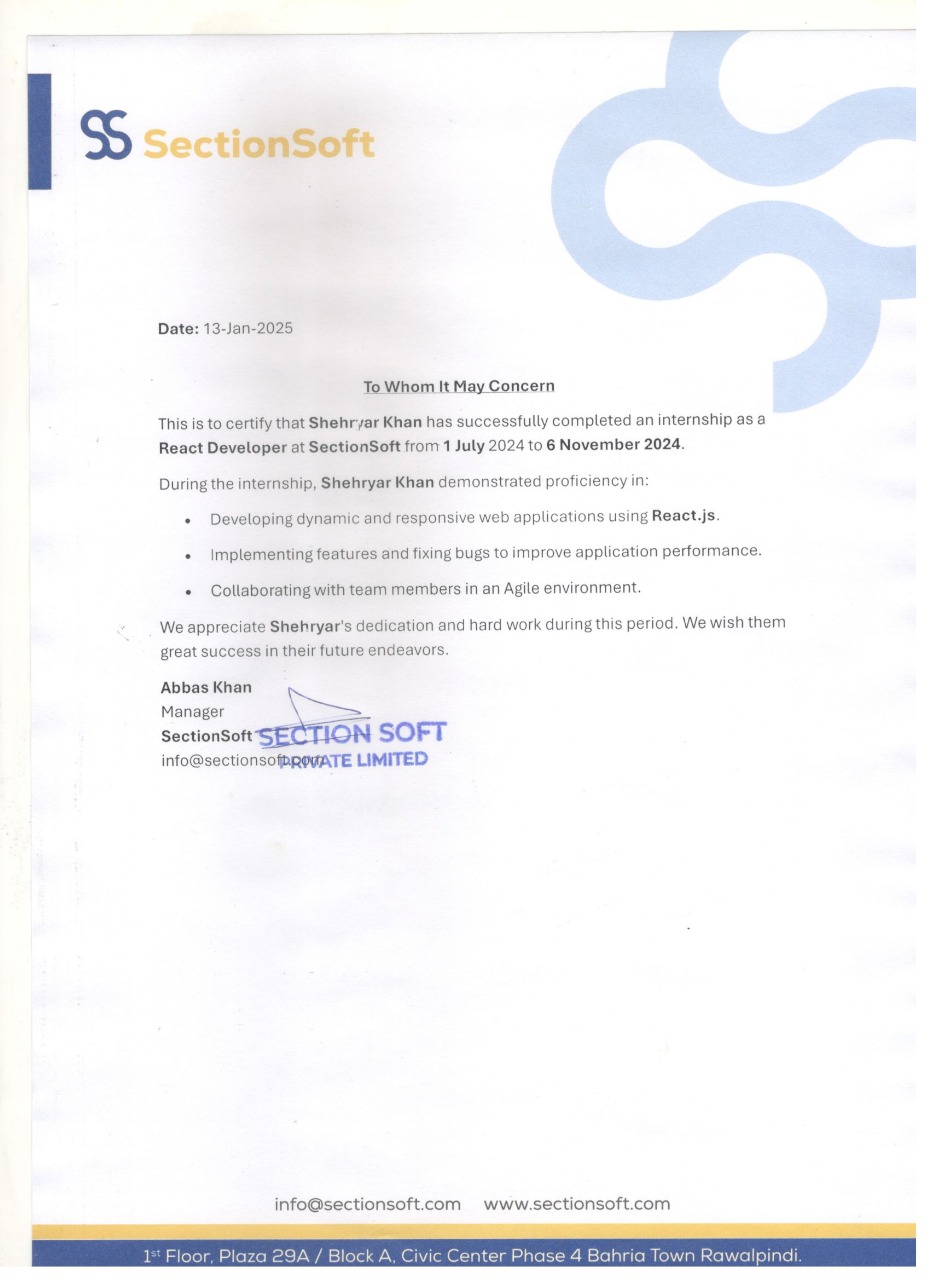 SS SectionSoft
Date: 13-Jan-2025
To Whom It May Concern
This is to certify that Shehryar Khan has successfully completed an internship as a
React Developer at SectionSoft from 1 July 2024 to 6 November 2024.
During the internship, Shehryar Khan demonstrated proficiency in:
• Developing dynamic and responsive web applications using React.js.
• Implementing features and fixing bugs to improve application performance.
• Collaborating with team members in an Agile environment.
We appreciate Shehryar's dedication and hard work during this period. We wish them
great success in their future endeavors.
Abbas Khan
Manager
SectionSoft
SECTION SOFT
info@sectionsoft.com
PRIVATE LIMITED
info@sectionsoft.com www.sectionsoft.com
1st Floor, Plaza 29A / Block A, Civic Center Phase 4 Bahria Town Rawalpindi.